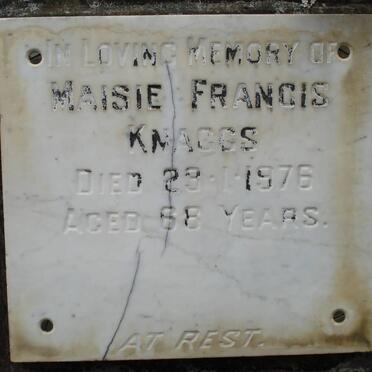 IN LOVING MEMORY OF
MAISIE FRANCIS
KNAGGS
DIED 23·1·1976
AGED 68 YEARS.
AT REST.